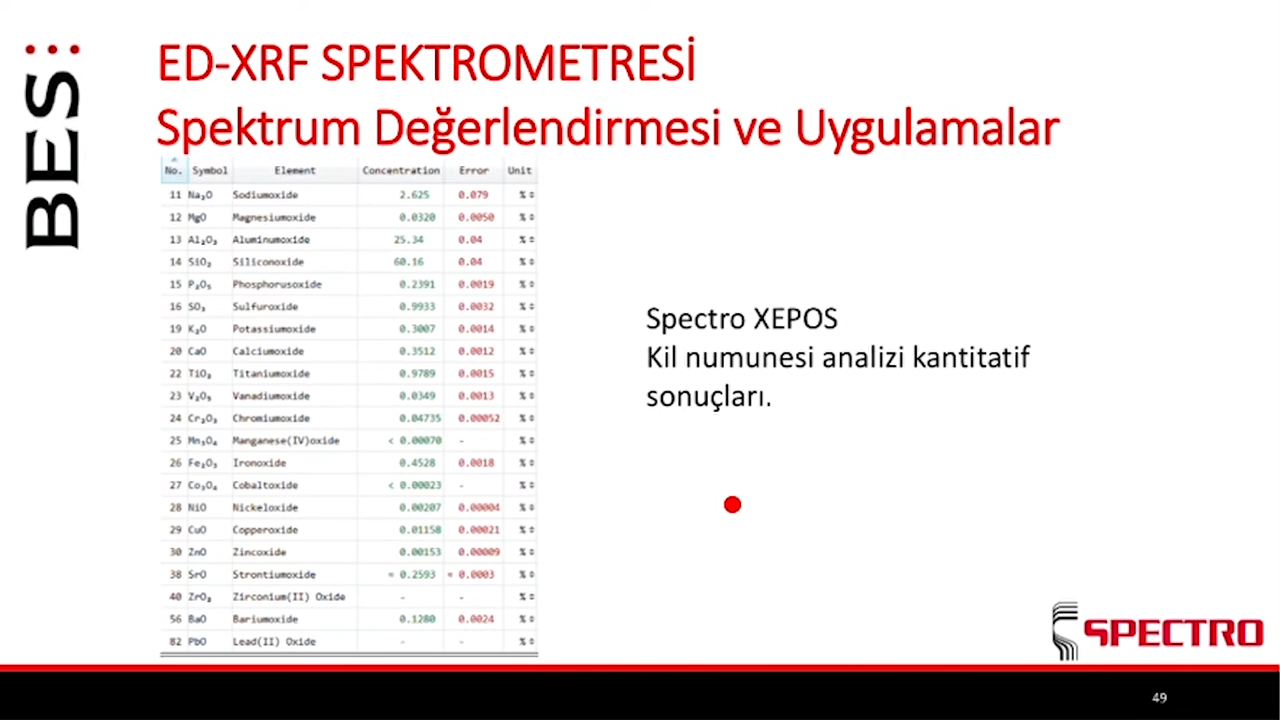 BES
ED-XRF SPEKTROMETRESİ
Spektrum Değerlendirmesi ve Uygulamalar
No. Symbol Element Concentration Error Unit
11 Na₂O Sodiumoxide 2.625 0.079 %
12 MgO Magnesiumoxide 0.0320 0.0050 %
13 Al₂O₃ Aluminumoxide 25.34 0.04 %
14 SiO₂ Siliconoxide 60.16 0.04 %
15 P₂O₅ Phosphorusoxide 0.2391 0.0019 %
16 SO₃ Sulfuroxide 0.9933 0.0032 %
19 K₂O Potassiumoxide 0.3007 0.0014 %
20 CaO Calciumoxide 0.3512 0.0012 %
22 TiO₂ Titaniumoxide 0.9789 0.0015 %
23 V₂O₅ Vanadiumoxide 0.0349 0.0013 %
24 Cr₂O₃ Chromiumoxide 0.04735 0.00052 %
25 Mn₃O₄ Manganese(IV)oxide < 0.00070 - %
26 Fe₂O₃ Ironoxide 0.4528 0.0018 %
27 Co₃O₄ Cobaltoxide < 0.00023 - %
28 NiO Nickeloxide 0.00207 0.00004 %
29 CuO Copperoxide 0.01158 0.00021 %
30 ZnO Zincoxide 0.00153 0.00009 %
38 SrO Strontiumoxide ≈ 0.2593 ≈ 0.0003 %
40 ZrO₂ Zirconium(II) Oxide - - %
56 BaO Bariumoxide 0.1280 0.0024 %
82 PbO Lead(II) Oxide - - %
Spectro XEPOS
Kil numunesi analizi kantitatif
sonuçları.
SPECTRO
49